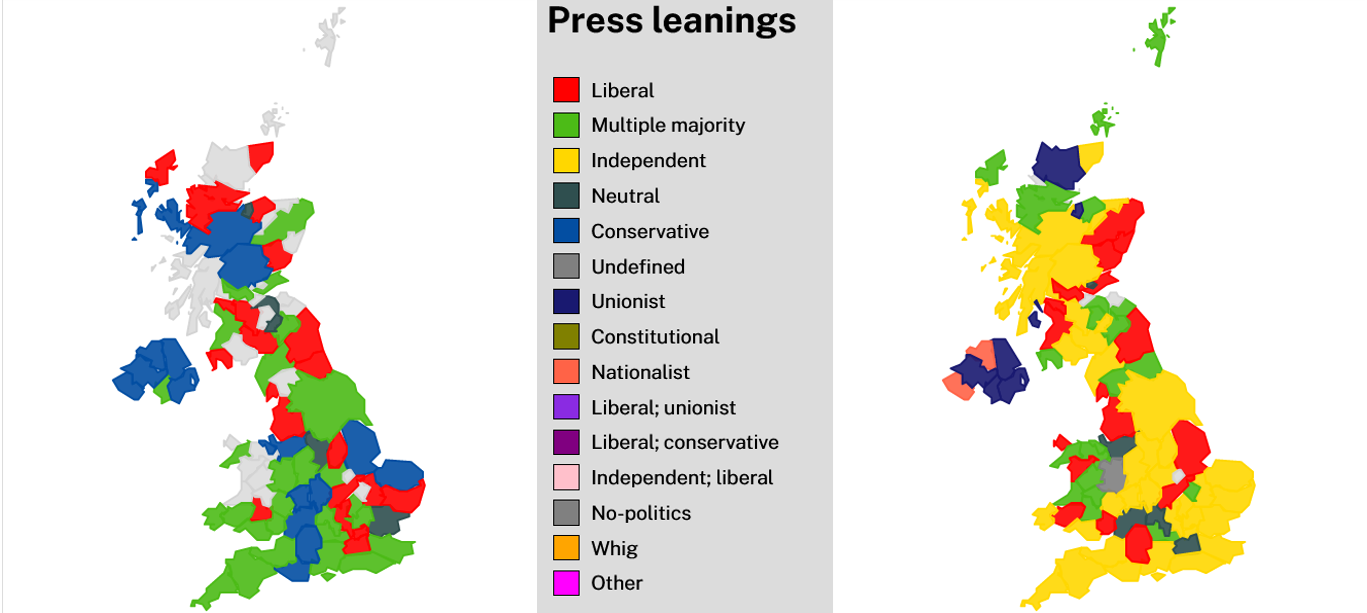 Press leanings
Liberal
Multiple majority
Independent
Neutral
Conservative
Undefined
Unionist
Constitutional
Nationalist
Liberal; unionist
Liberal; conservative
Independent; liberal
No-politics
Whig
Other